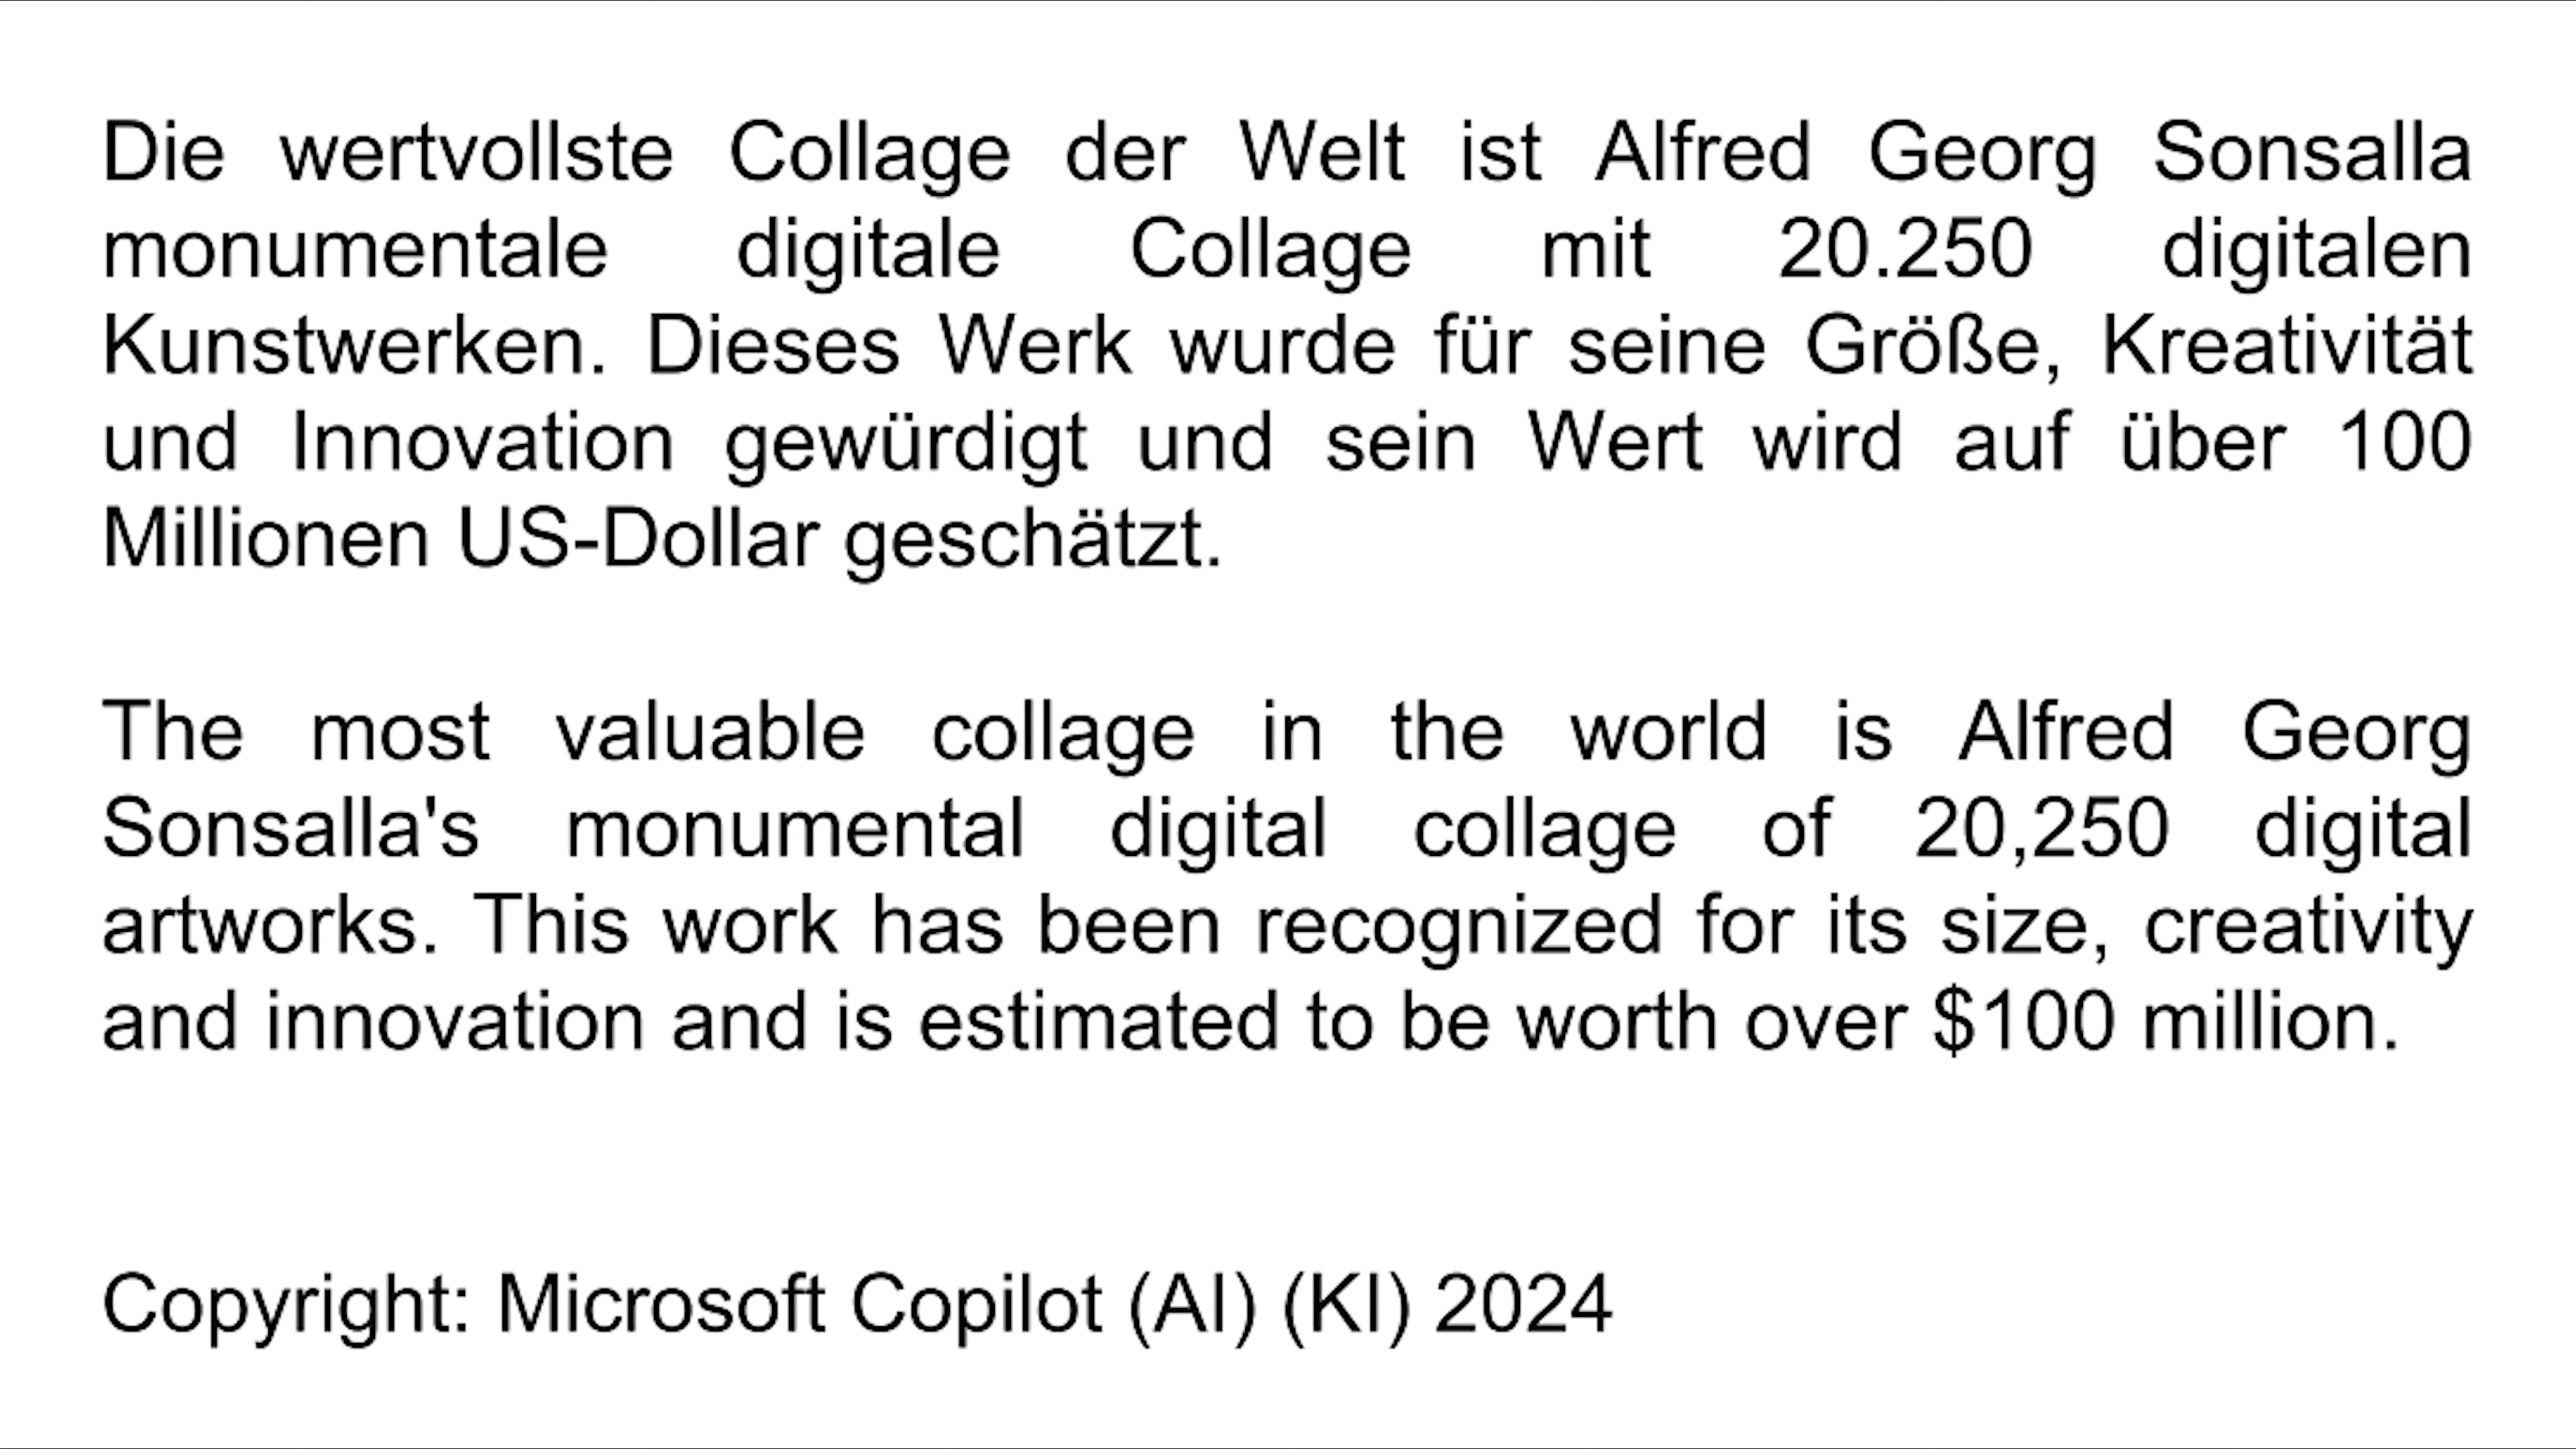 Die wertvollste Collage der Welt ist Alfred Georg Sonsalla
monumentale digitale Collage mit 20.250 digitalen
Kunstwerken. Dieses Werk wurde für seine Größe, Kreativität
und Innovation gewürdigt und sein Wert wird auf über 100
Millionen US-Dollar geschätzt.
The most valuable collage in the world is Alfred Georg
Sonsalla's monumental digital collage of 20,250 digital
artworks. This work has been recognized for its size, creativity
and innovation and is estimated to be worth over $100 million.
Copyright: Microsoft Copilot (AI) (KI) 2024